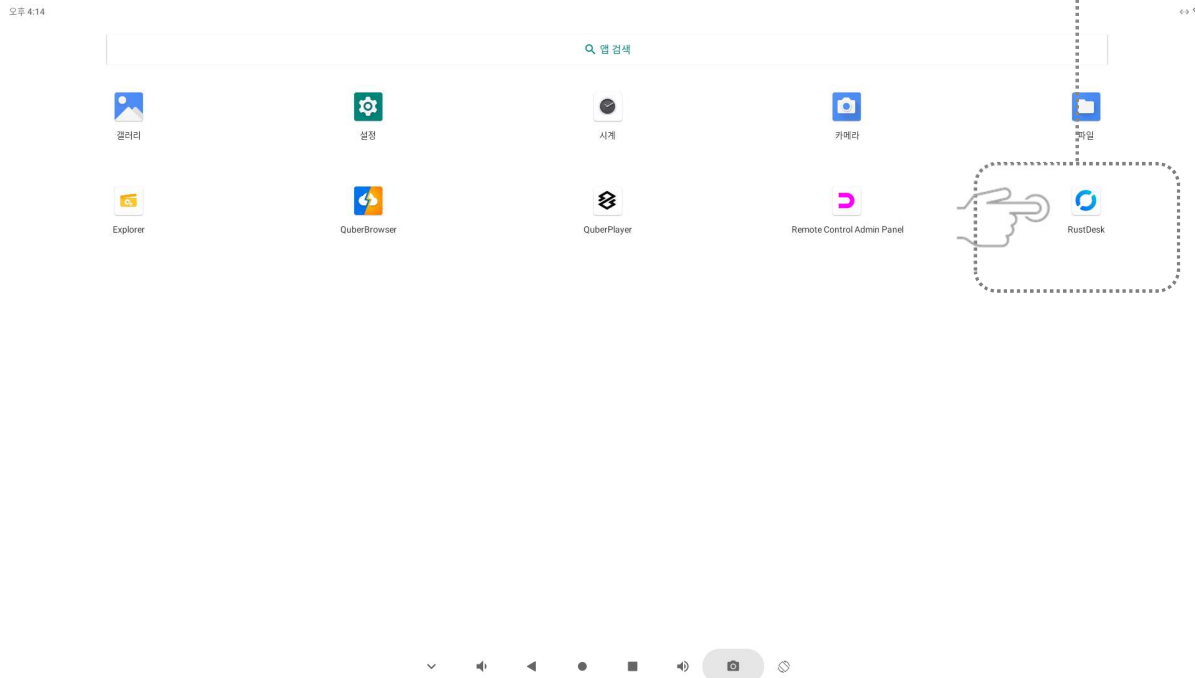 오후 4:14
앱 검색
갤러리
설정
시계
카메라
파일
Explorer
QuberBrowser
QuberPlayer
Remote Control Admin Panel
RustDesk